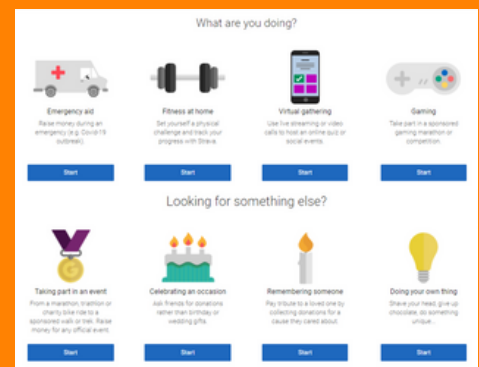 What are you doing?
Emergency aid
Raise money during an
emergency (e.g. Covid-19
outbreak).
Start
Fitness at home
Set yourself a physical
challenge and track your
progress with Strava.
Start
Virtual gathering
Use live streaming or video
calls to host an online quiz or
social events.
Start
Gaming
Take part in a sponsored
gaming marathon or
competition.
Start
Looking for something else?
Taking part in an event
From a marathon, triathlon or
charity bike ride to a
sponsored walk or trek. Raise
money for any official event.
Start
Celebrating an occasion
Ask friends for donations
rather than birthday or
wedding gifts.
Start
Remembering someone
Pay tribute to a loved one by
collecting donations for a
cause they cared about.
Start
Doing your own thing
Shave your head, give up
chocolate, do something
unique...
Start